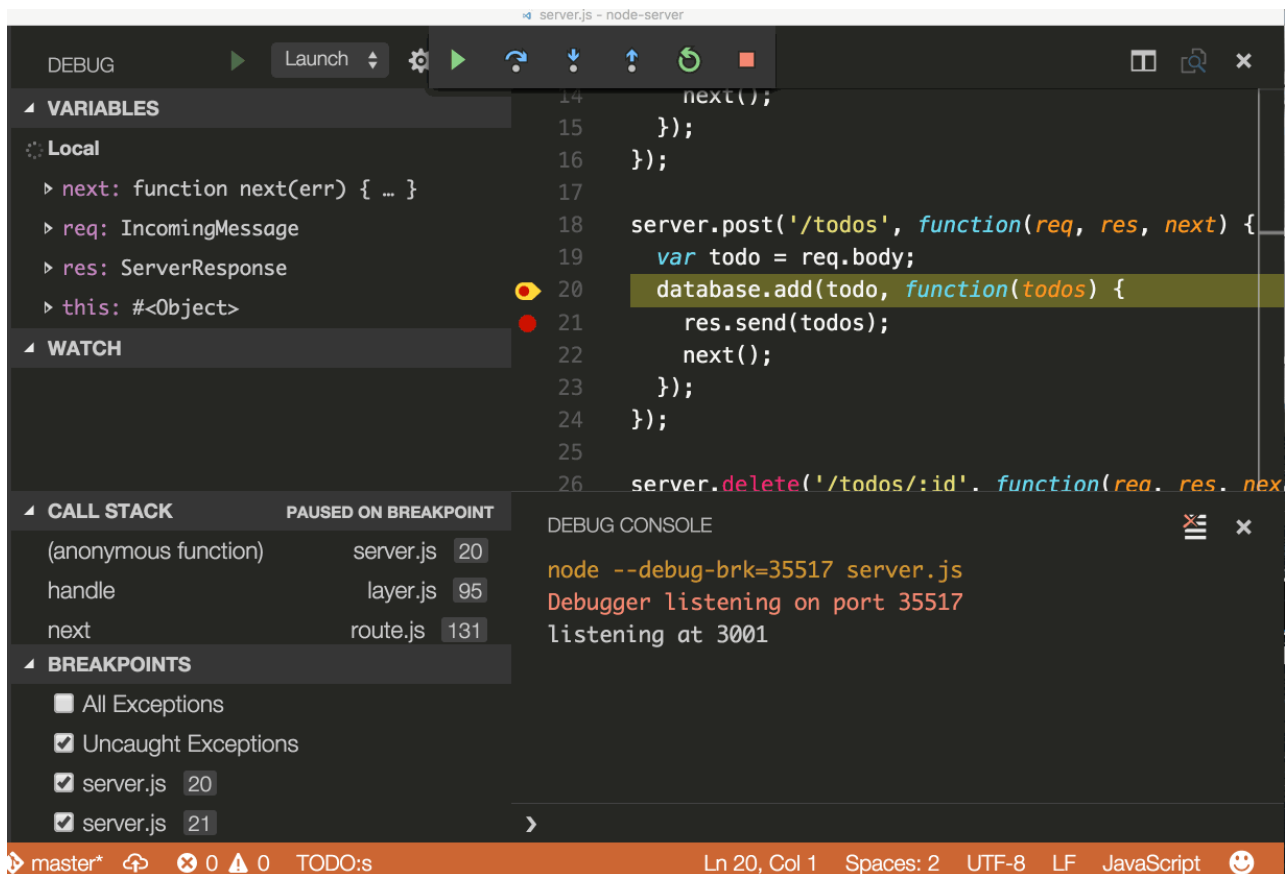 server.js - node-server
DEBUG Launch
VARIABLES
Local
next: function next(err) { … }
req: IncomingMessage
res: ServerResponse
this: #<Object>
WATCH
CALL STACK PAUSED ON BREAKPOINT
(anonymous function) server.js 20
handle layer.js 95
next route.js 131
BREAKPOINTS
All Exceptions
Uncaught Exceptions
server.js 20
server.js 21
14 next();
15 });
16 });
17
18 server.post('/todos', function(req, res, next) {
19 var todo = req.body;
20 database.add(todo, function(todos) {
21 res.send(todos);
22 next();
23 });
24 });
25
26 server.delete('/todos/:id', function(req, res, nex
DEBUG CONSOLE
node --debug-brk=35517 server.js
Debugger listening on port 35517
listening at 3001
❯
master* 0 0 TODO:s Ln 20, Col 1 Spaces: 2 UTF-8 LF JavaScript